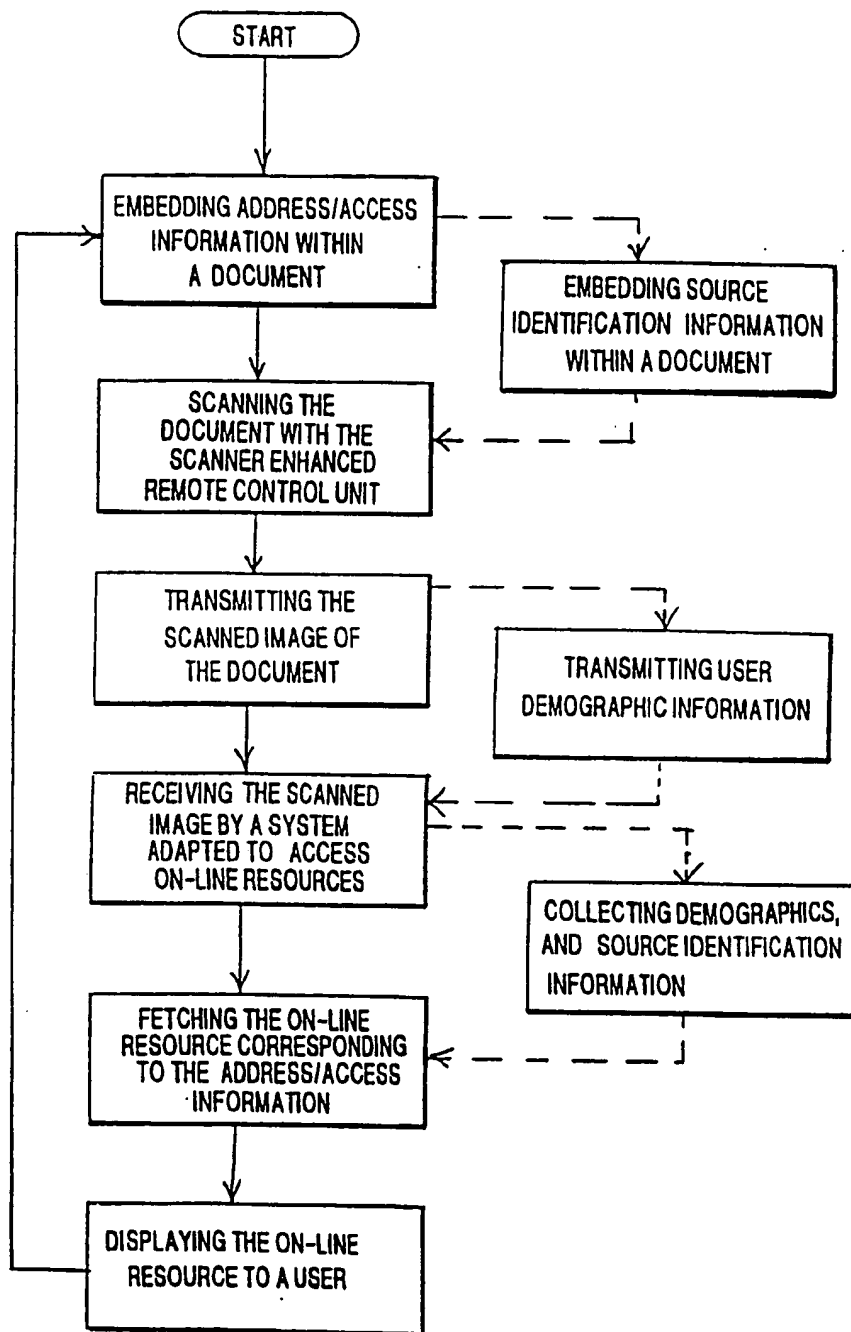 START
EMBEDDING ADDRESS/ACCESS
INFORMATION WITHIN
A DOCUMENT
EMBEDDING SOURCE
IDENTIFICATION INFORMATION
WITHIN A DOCUMENT
SCANNING THE
DOCUMENT WITH THE
SCANNER ENHANCED
REMOTE CONTROL UNIT
TRANSMITTING THE
SCANNED IMAGE OF
THE DOCUMENT
TRANSMITTING USER
DEMOGRAPHIC INFORMATION
RECEIVING THE SCANNED
IMAGE BY A SYSTEM
ADAPTED TO ACCESS
ON-LINE RESOURCES
COLLECTING DEMOGRAPHICS,
AND SOURCE IDENTIFICATION
INFORMATION
FETCHING THE ON-LINE
RESOURCE CORRESPONDING
TO THE ADDRESS/ACCESS
INFORMATION
DISPLAYING THE ON-LINE
RESOURCE TO A USER